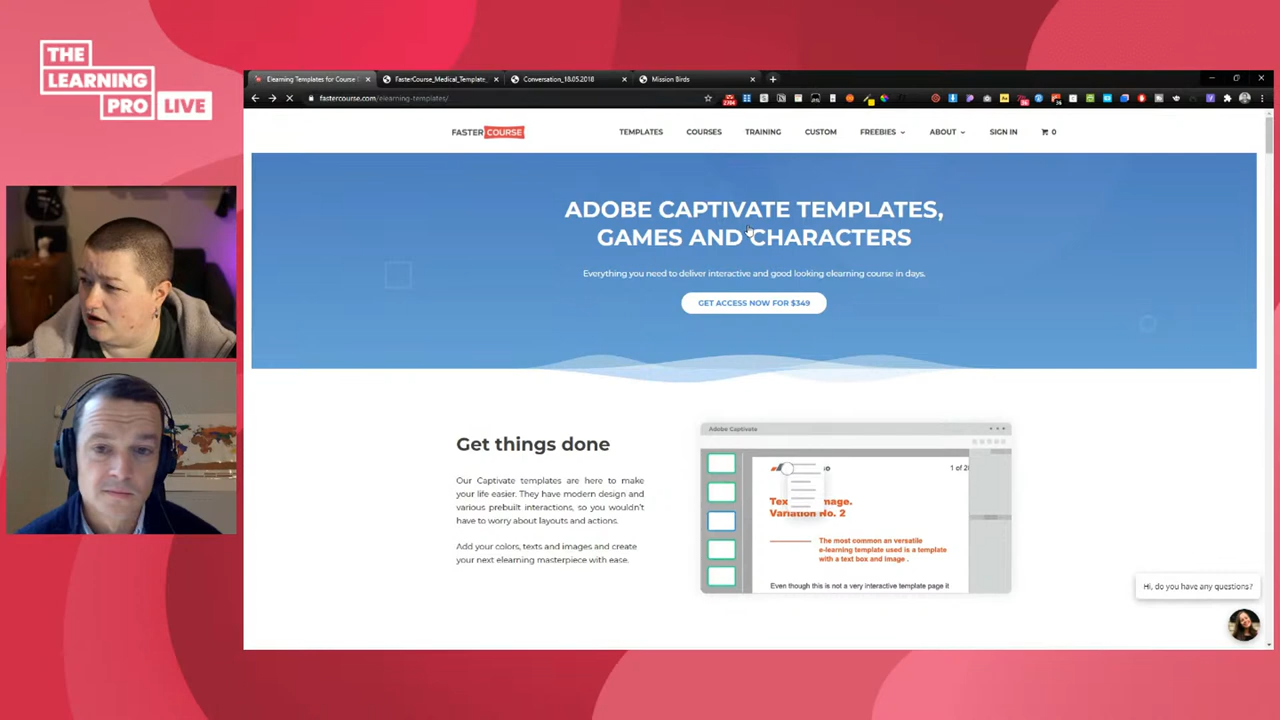 THE
LEARNING
PRO LIVE
Elearning Templates for Course
FasterCourse_Medical_Template_
Conversation_18.05.2018
Mission Birds
fastercourse.com/elearning-templates/
2704
FASTER COURSE
TEMPLATES
COURSES
TRAINING
CUSTOM
FREEBIES
ABOUT
SIGN IN
0
ADOBE CAPTIVATE TEMPLATES,
GAMES AND CHARACTERS
Everything you need to deliver interactive and good looking elearning course in days.
GET ACCESS NOW FOR $349
Get things done
Our Captivate templates are here to make
your life easier. They have modern design and
various prebuilt interactions, so you wouldn't
have to worry about layouts and actions.
Add your colors, texts and images and create
your next elearning masterpiece with ease.
Adobe Captivate
1 of 2
mage.
Variation No. 2
The most common an versatile
e-learning template used is a template
with a text box and image .
Even though this is not a very interactive template page it
Hi, do you have any questions?